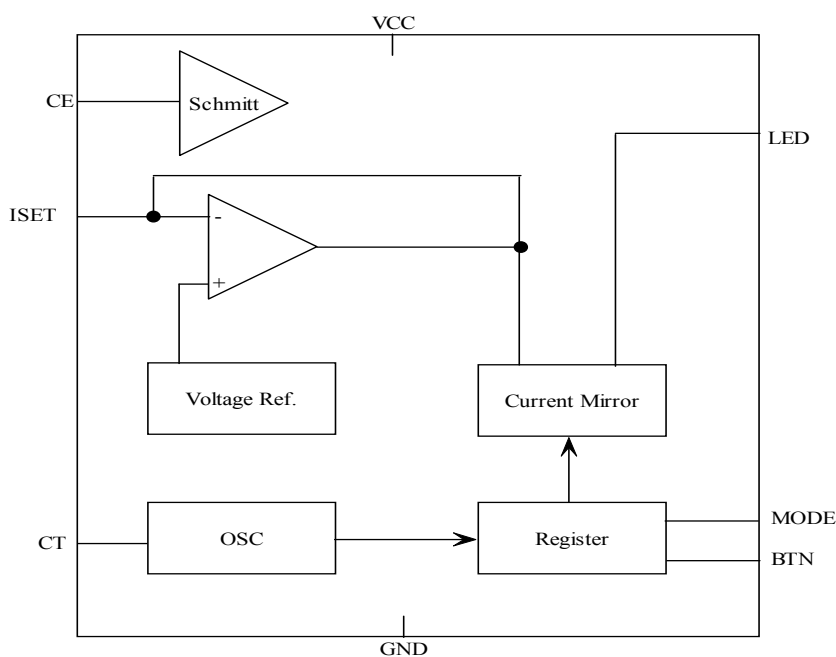 VCC
CE
Schmitt
LED
ISET
-
+
Voltage Ref.
Current Mirror
CT
OSC
Register
MODE
BTN
GND